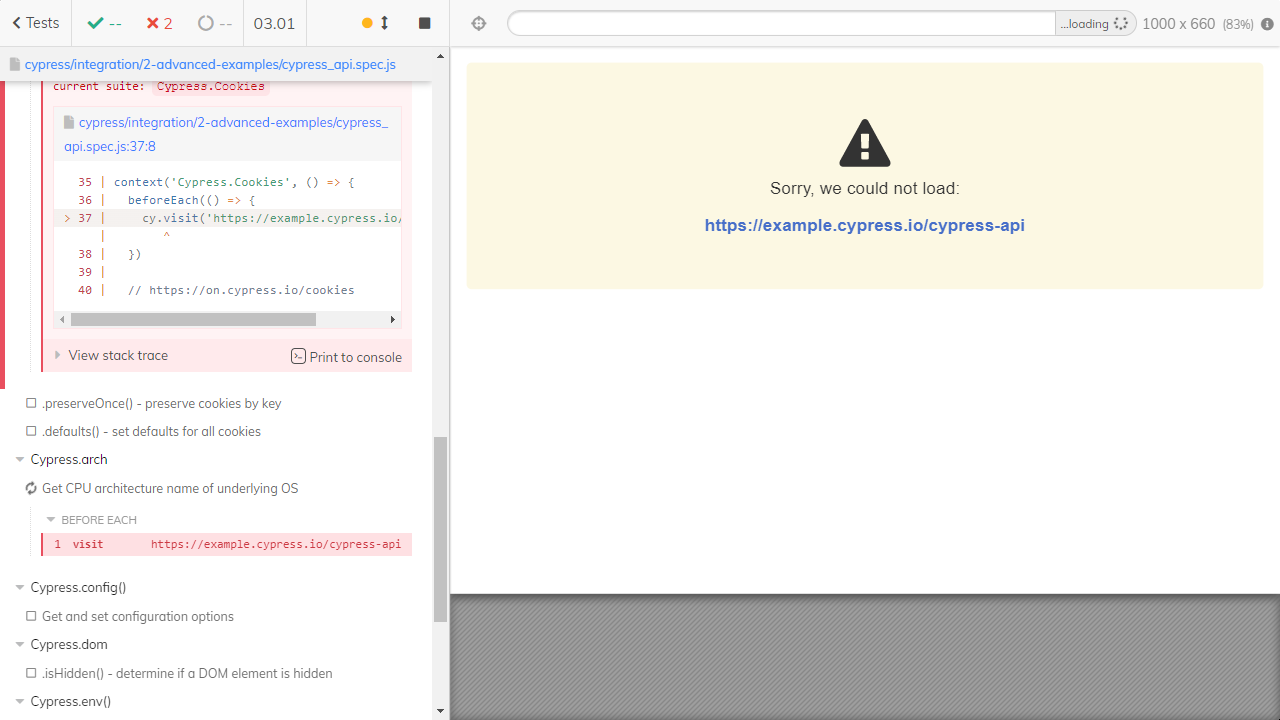 Tests
--
2
--
03.01
...loading
1000 x 660 (83%)
cypress/integration/2-advanced-examples/cypress_api.spec.js
current suite: Cypress.Cookies
cypress/integration/2-advanced-examples/cypress_
api.spec.js:37:8
35 | context('Cypress.Cookies', () => {
36 |   beforeEach(() => {
> 37 |     cy.visit('https://example.cypress.io/
|        ^
38 |   })
39 |
40 |   // https://on.cypress.io/cookies
View stack trace
Print to console
.preserveOnce() - preserve cookies by key
.defaults() - set defaults for all cookies
Cypress.arch
Get CPU architecture name of underlying OS
BEFORE EACH
1 visit https://example.cypress.io/cypress-api
Cypress.config()
Get and set configuration options
Cypress.dom
.isHidden() - determine if a DOM element is hidden
Cypress.env()
Sorry, we could not load:
https://example.cypress.io/cypress-api